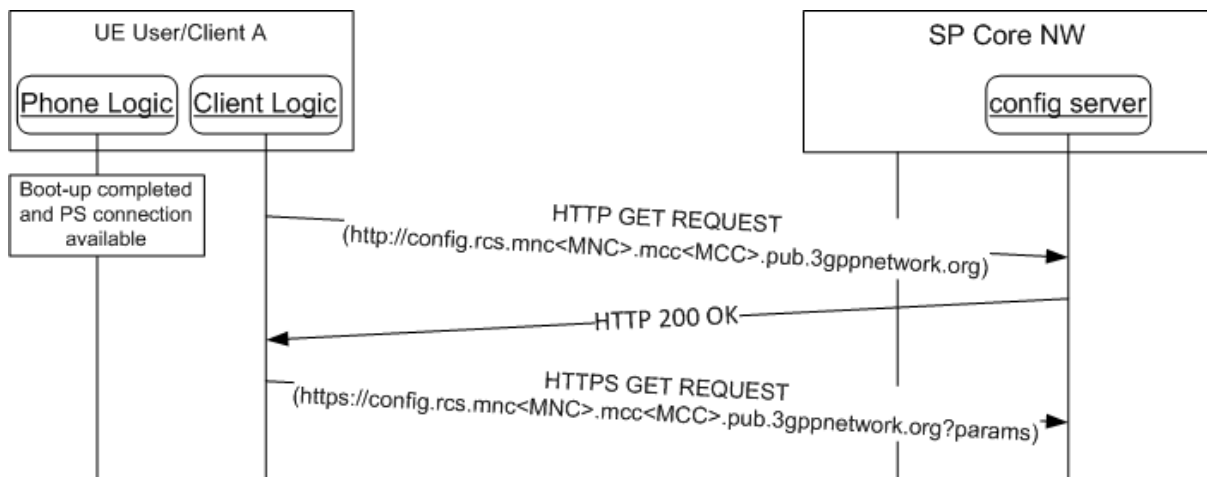 UE User/Client A
SP Core NW
Phone Logic
Client Logic
config server
Boot-up completed
and PS connection
available
HTTP GET REQUEST
(http://config.rcs.mnc<MNC>.mcc<MCC>.pub.3gppnetwork.org)
HTTP 200 OK
HTTPS GET REQUEST
(https://config.rcs.mnc<MNC>.mcc<MCC>.pub.3gppnetwork.org?params)